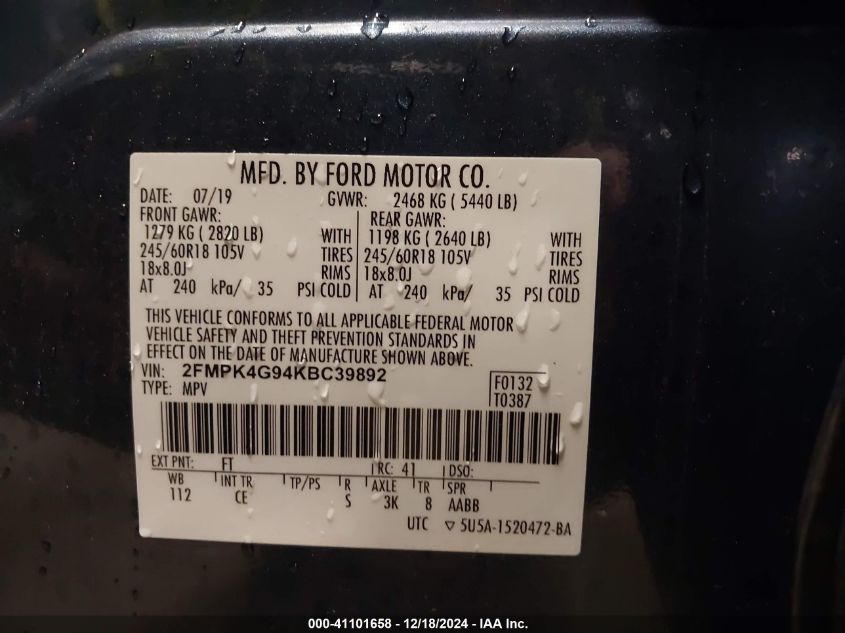 MFD. BY FORD MOTOR CO.
DATE: 07/19 GVWR: 2468 KG ( 5440 LB)
FRONT GAWR: REAR GAWR:
1279 KG ( 2820 LB) WITH 1198 KG ( 2640 LB) WITH
245/60R18 105V TIRES 245/60R18 105V TIRES
18x8.0J RIMS 18x8.0J RIMS
AT 240 kPa/ 35 PSI COLD AT 240 kPa/ 35 PSI COLD
THIS VEHICLE CONFORMS TO ALL APPLICABLE FEDERAL MOTOR
VEHICLE SAFETY AND THEFT PREVENTION STANDARDS IN
EFFECT ON THE DATE OF MANUFACTURE SHOWN ABOVE.
VIN: 2FMPK4G94KBC39892
TYPE: MPV
F0132
T0387
EXT PNT: FT RC: 41 DSO:
WB INT TR TP/PS R AXLE TR SPR
112 CE S 3K 8 AABB
UTC ▽ 5U5A-1520472-BA
000-41101658 - 12/18/2024 - IAA Inc.